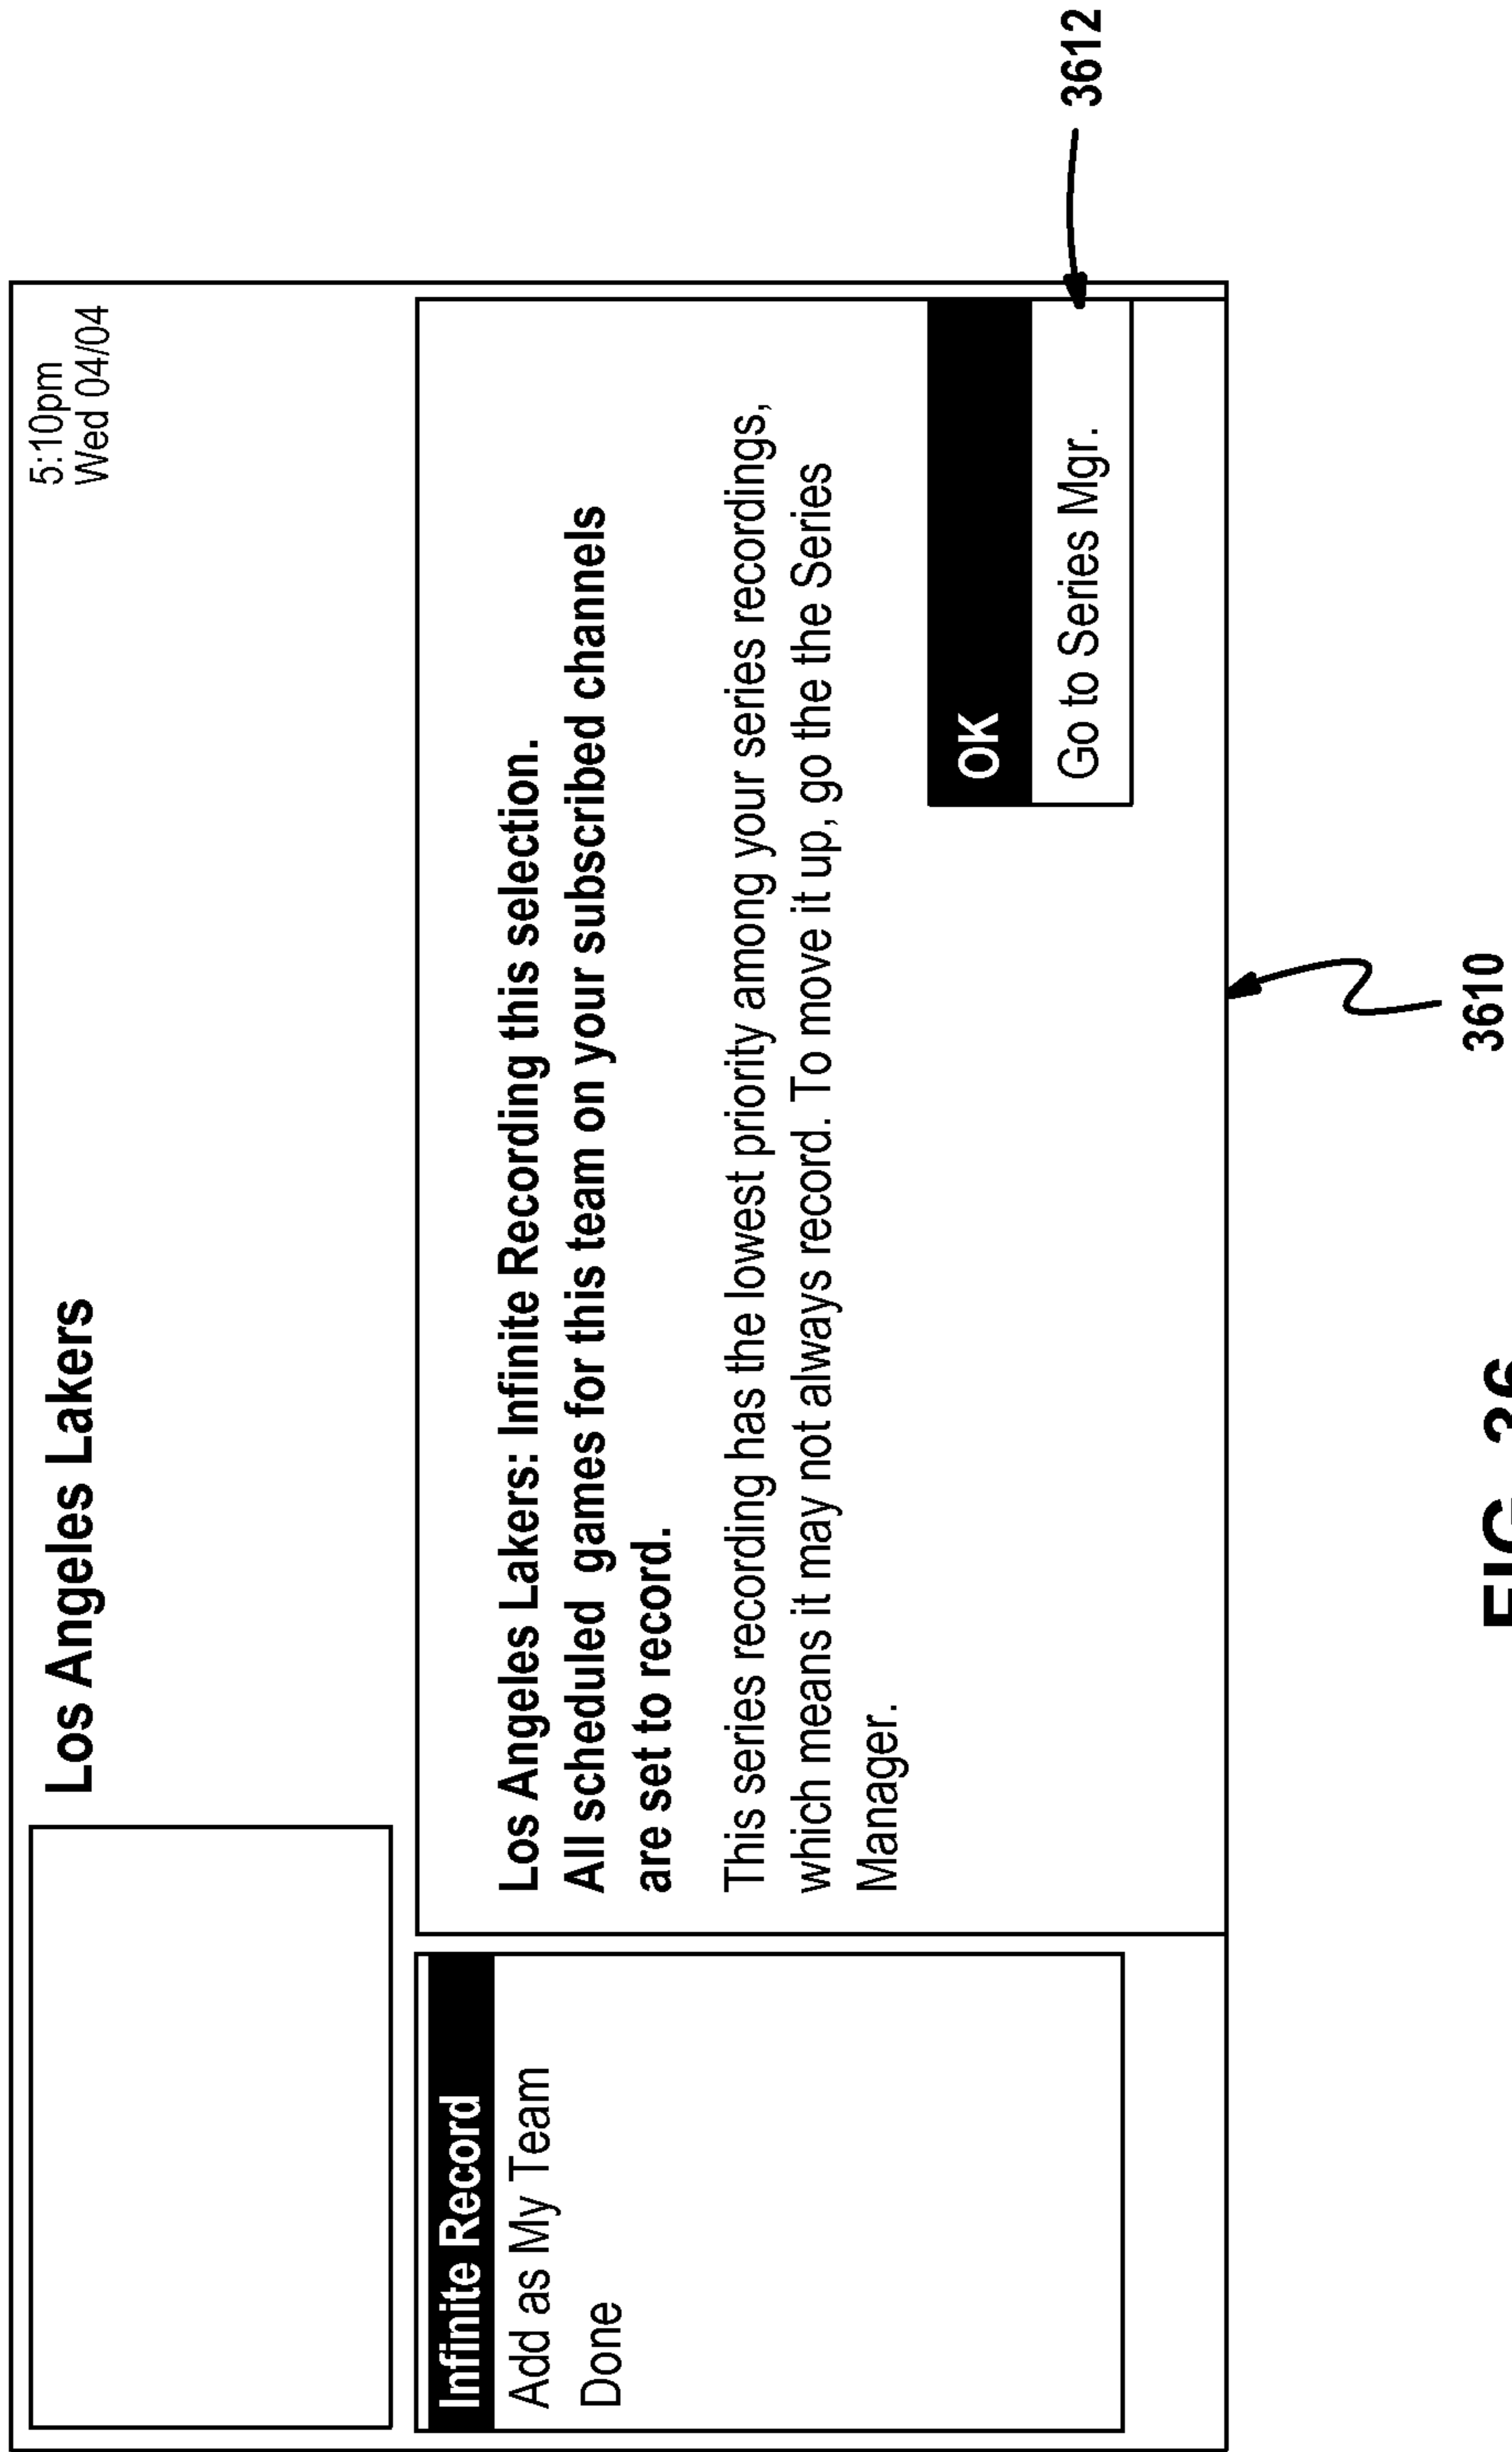 Los Angeles Lakers
5:10pm
Wed 04/04
Infinite Record
Add as My Team
Done
Los Angeles Lakers: Infinite Recording this selection.
All scheduled games for this team on your subscribed channels
are set to record.
This series recording has the lowest priority among your series recordings,
which means it may not always record. To move it up, go the the Series
Manager.
OK
Go to Series Mgr.
3612
3610
FIG. 36